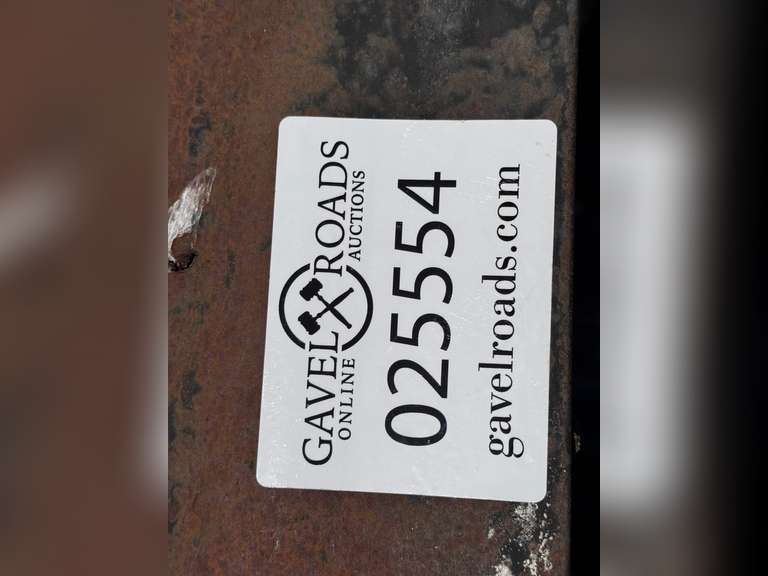 GAVEL ROADS
ONLINE AUCTIONS
025554
gavelroads.com